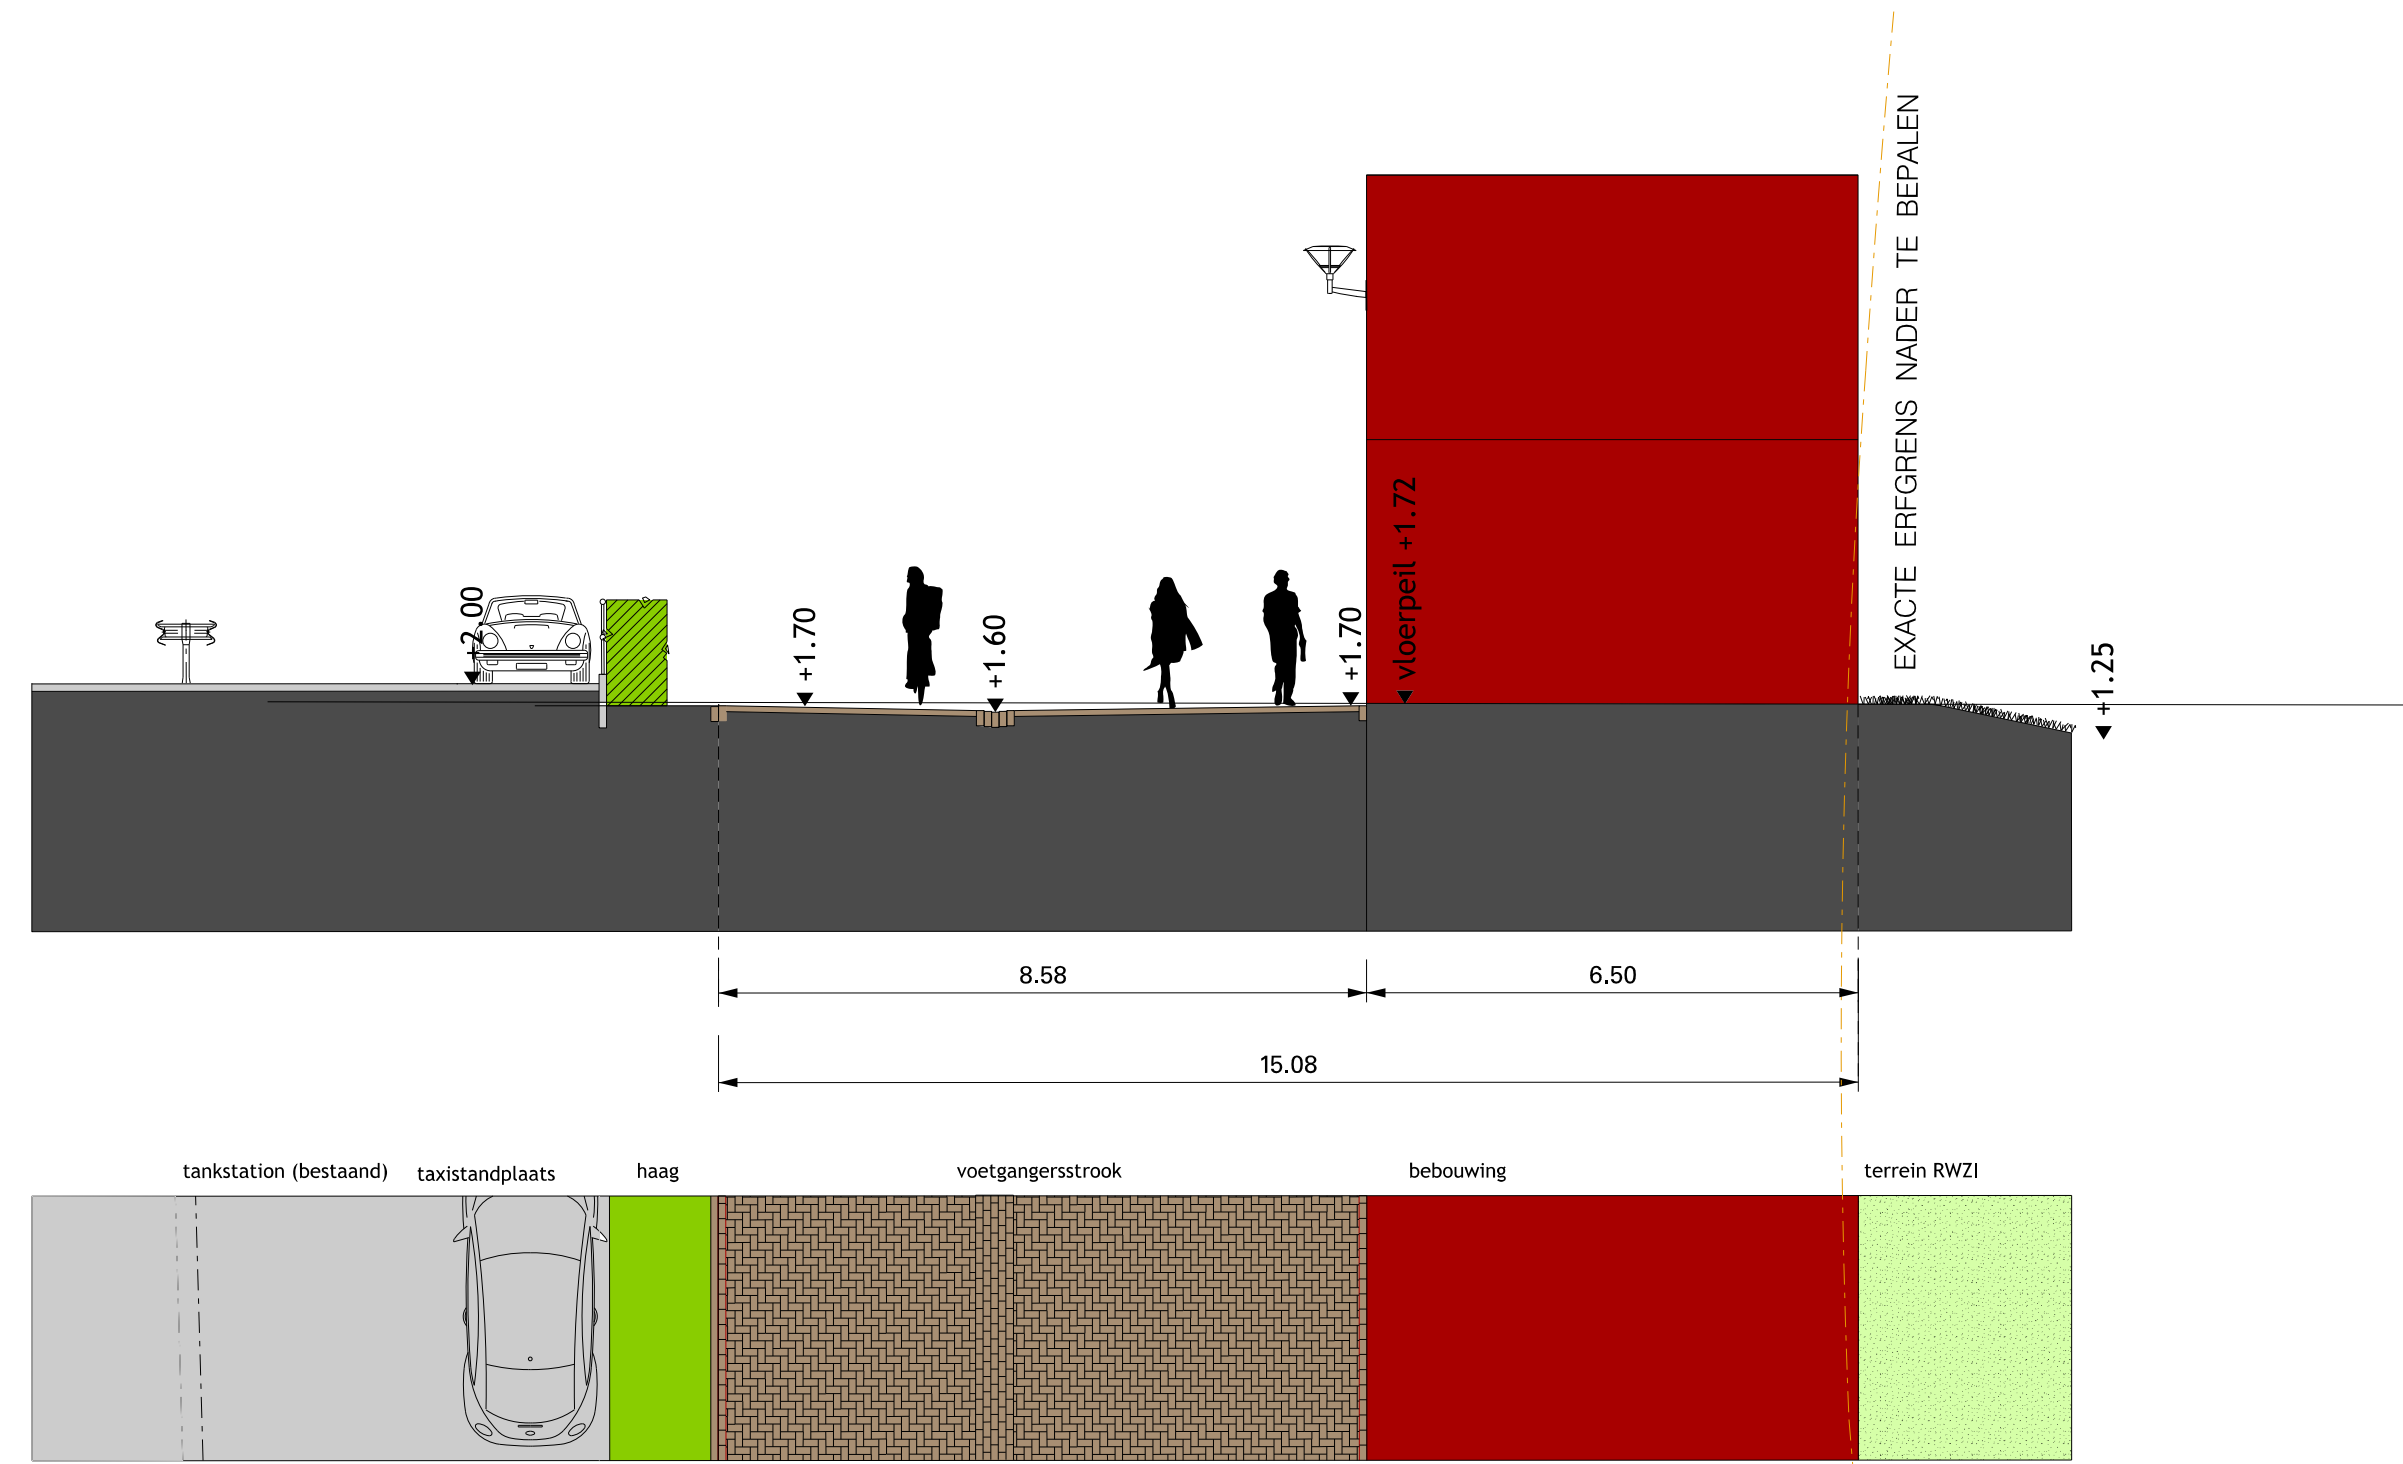 EXACTE ERFGRENS NADER TE BEPALEN
+2.00
+1.70
+1.60
+1.70
vloerpeil +1.72
+1.25
8.58
6.50
15.08
tankstation (bestaand)
taxistandplaats
haag
voetgangersstrook
bebouwing
terrein RWZI